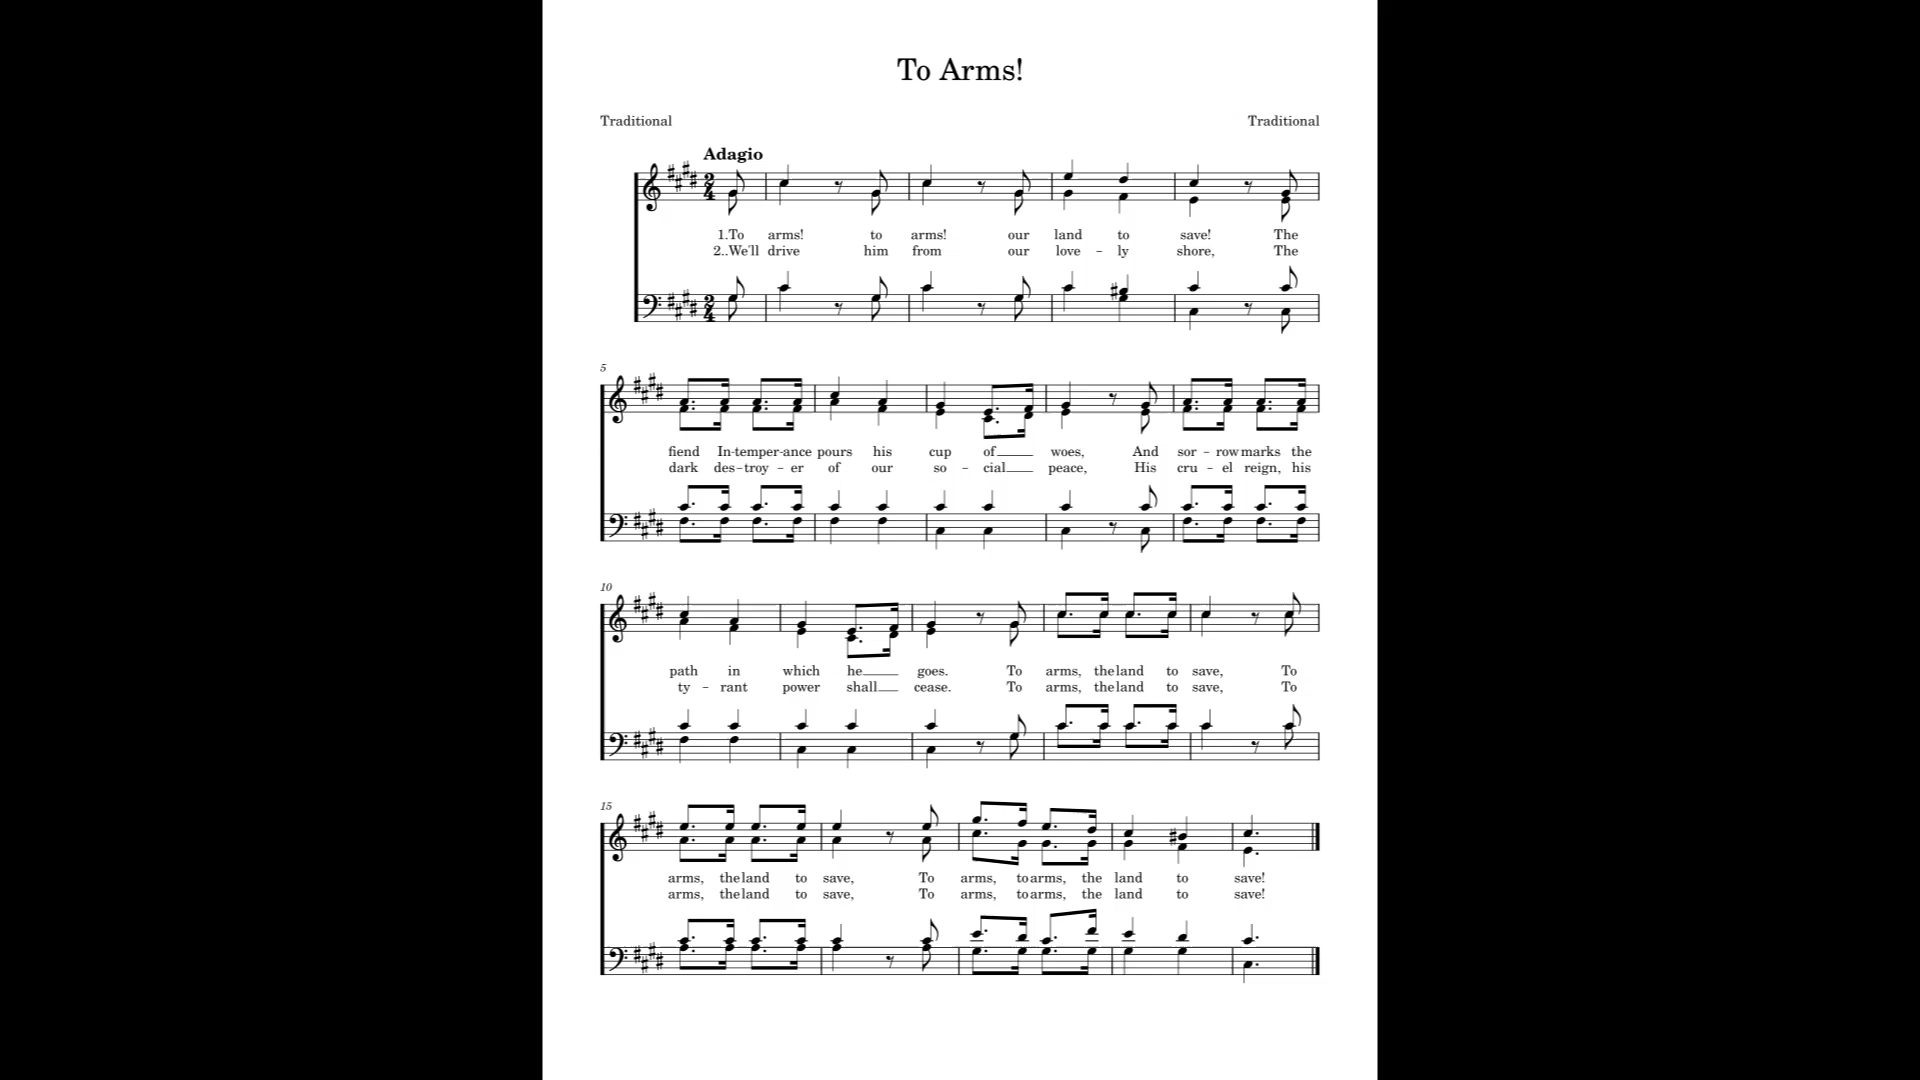 To Arms!
Traditional Traditional
Adagio
1.To arms! to arms! our land to save! The
2..We'll drive him from our love - ly shore, The
5
fiend In-temper-ance pours his cup of woes, And sor - row marks the
dark des-troy - er of our so - cial peace, His cru - el reign, his
10
path in which he goes. To arms, the land to save, To
ty - rant power shall cease. To arms, the land to save, To
15
arms, the land to save, To arms, to arms, the land to save!
arms, the land to save, To arms, to arms, the land to save!